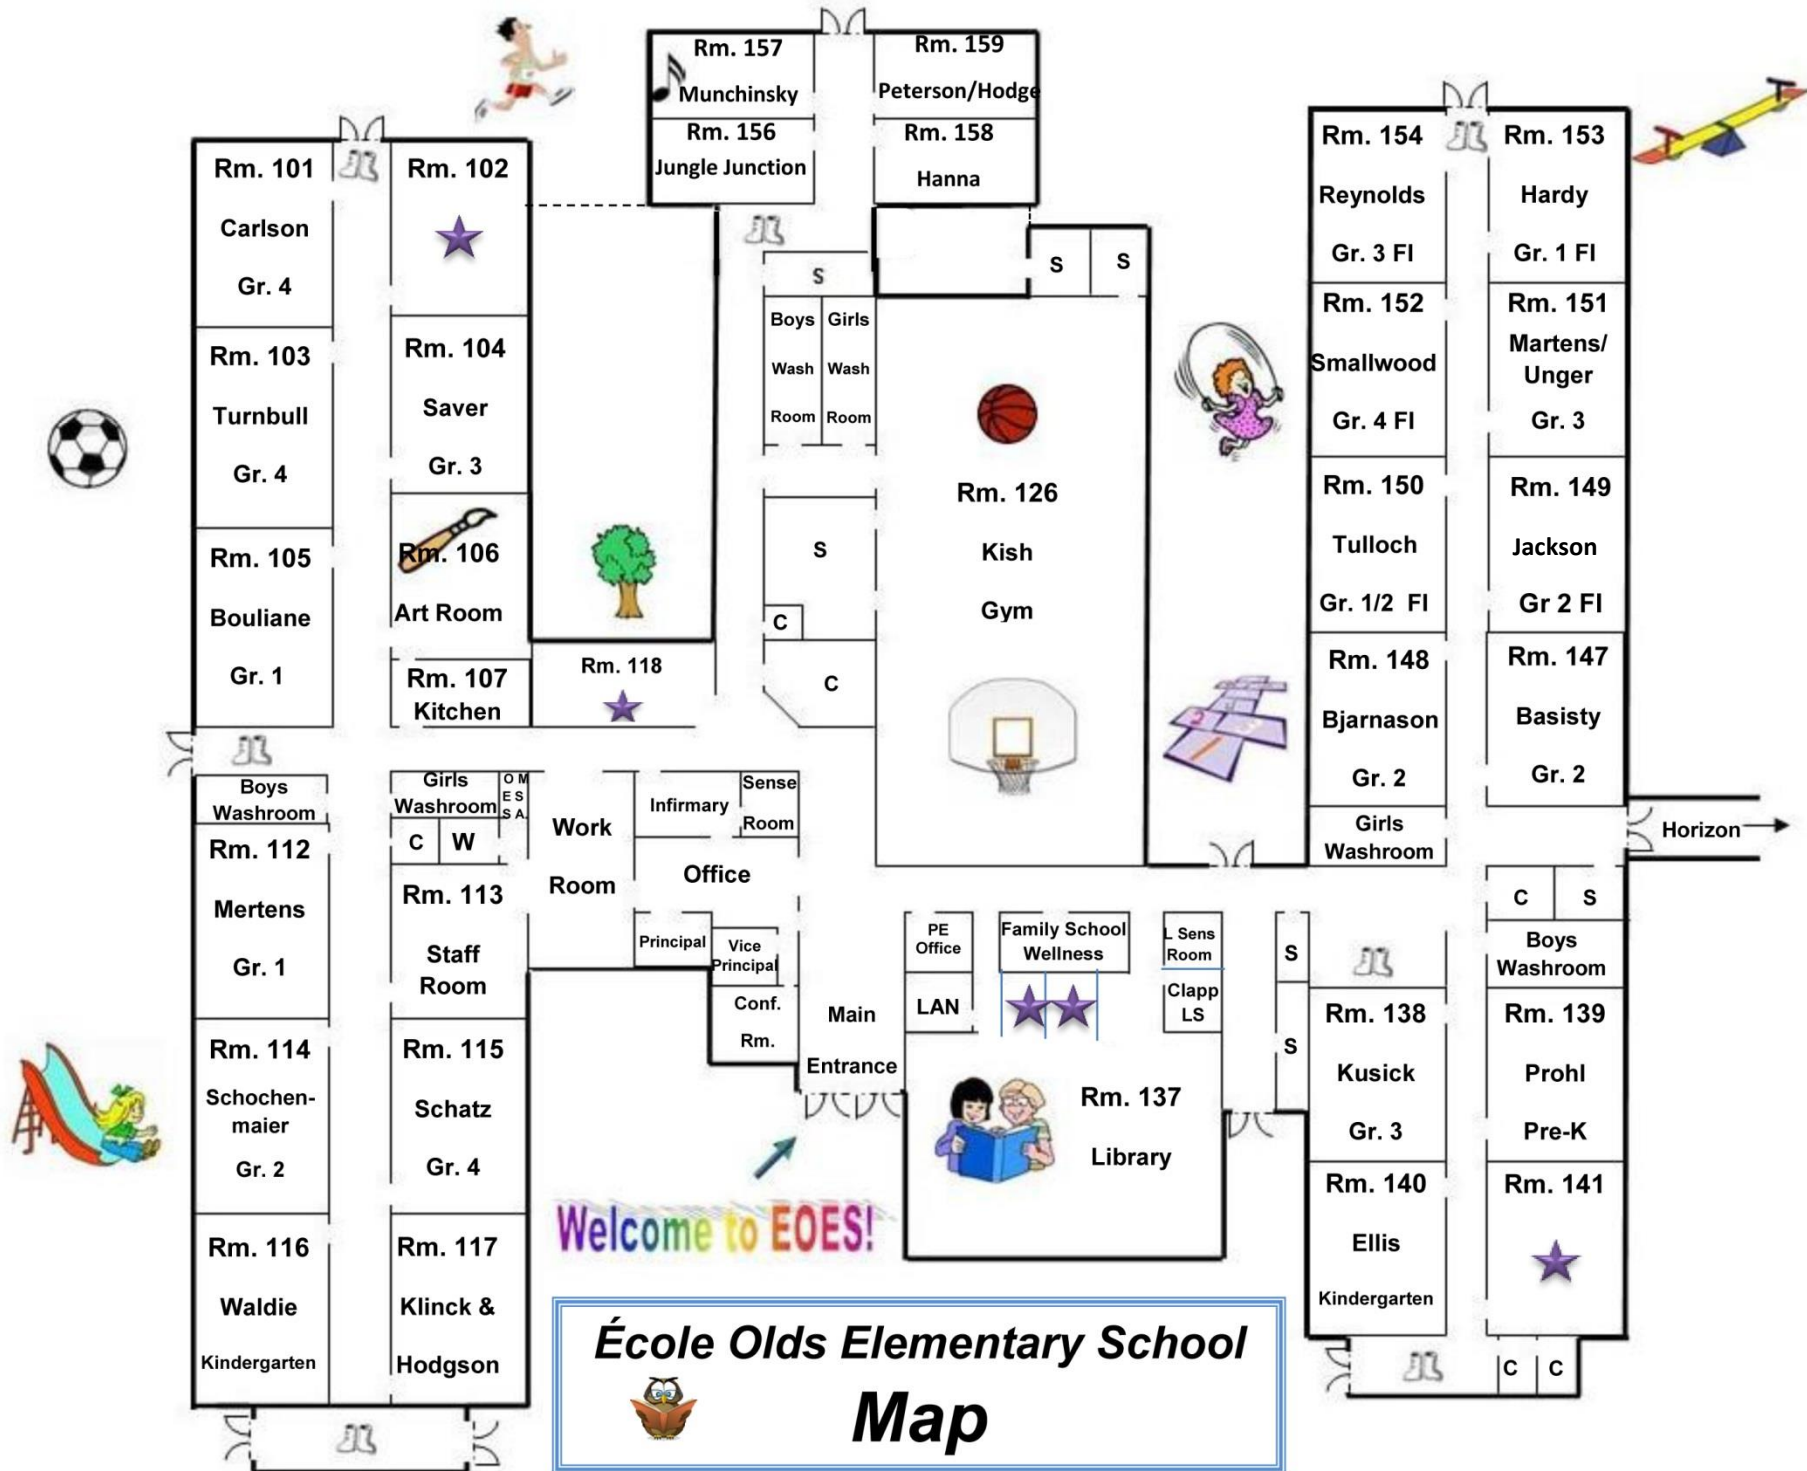 Rm. 157
Munchinsky
Rm. 159
Peterson/Hodge
Rm. 156
Jungle Junction
Rm. 158
Hanna
Rm. 101
Carlson
Gr. 4
Rm. 102
Rm. 103
Turnbull
Gr. 4
Rm. 104
Saver
Gr. 3
Rm. 105
Bouliane
Gr. 1
Rm. 106
Art Room
Rm. 107
Kitchen
Rm. 118
S
Boys
Wash
Room
Girls
Wash
Room
S
C
C
S
S
Rm. 126
Kish
Gym
Rm. 154
Reynolds
Gr. 3 FI
Rm. 153
Hardy
Gr. 1 FI
Rm. 152
Smallwood
Gr. 4 FI
Rm. 151
Martens/
Unger
Gr. 3
Rm. 150
Tulloch
Gr. 1/2 FI
Rm. 149
Jackson
Gr 2 FI
Rm. 148
Bjarnason
Gr. 2
Rm. 147
Basisty
Gr. 2
Girls
Washroom
Horizon
Boys
Washroom
Girls
Washroom
O M
E S
S A.
C
W
Work
Room
Infirmary
Sense
Room
Office
Principal
Vice
Principal
Conf.
Rm.
Main
Entrance
Rm. 112
Mertens
Gr. 1
Rm. 113
Staff
Room
Rm. 114
Schochen-
maier
Gr. 2
Rm. 115
Schatz
Gr. 4
Rm. 116
Waldie
Kindergarten
Rm. 117
Klinck &
Hodgson
PE
Office
LAN
Family School
Wellness
L Sens
Room
Clapp
LS
S
S
Rm. 137
Library
C
S
Boys
Washroom
Rm. 138
Kusick
Gr. 3
Rm. 139
Prohl
Pre-K
Rm. 140
Ellis
Kindergarten
Rm. 141
C
C
Welcome to EOES!
École Olds Elementary School
Map